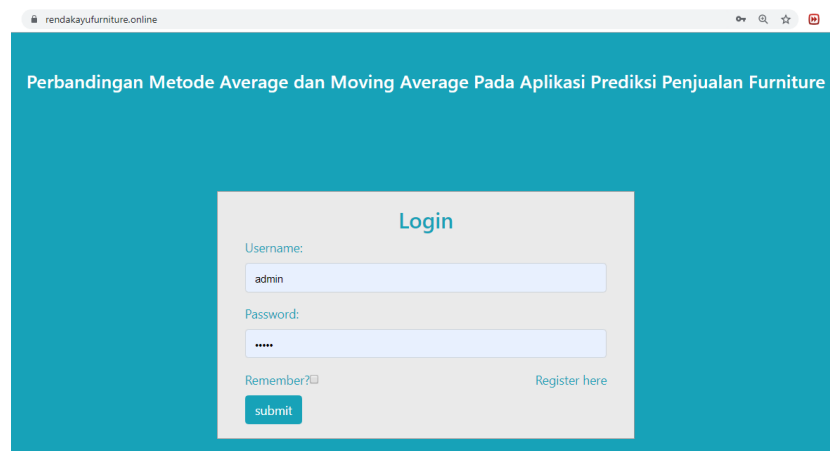 rendakayufurniture.online
Perbandingan Metode Average dan Moving Average Pada Aplikasi Prediksi Penjualan Furniture
Login
Username:
admin
Password:
•••••
Remember? Register here
submit